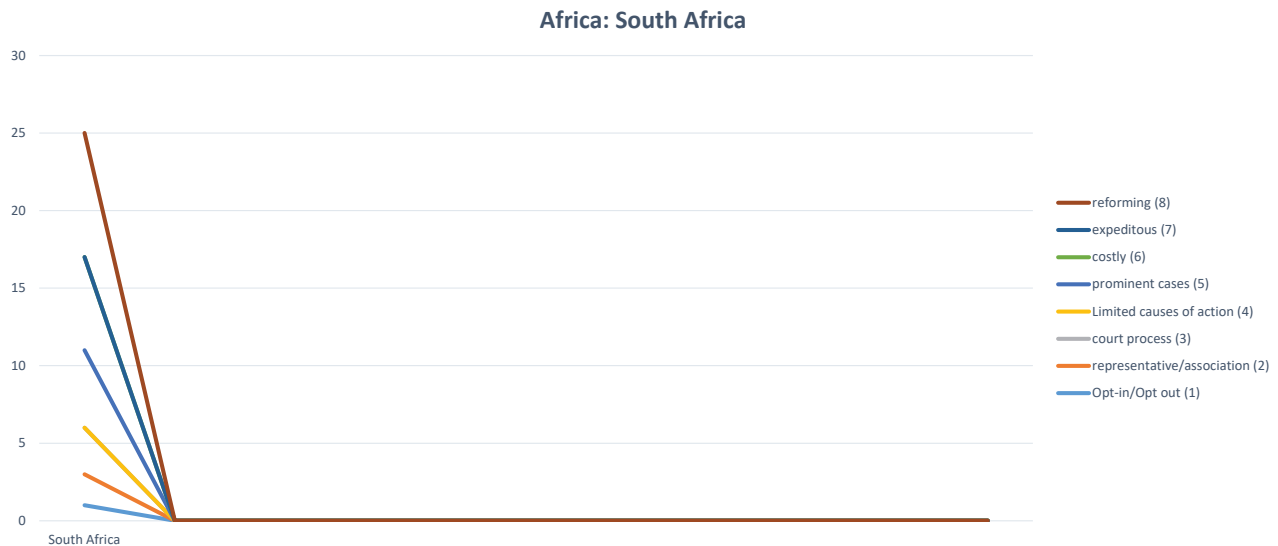 Africa: South Africa
30
25
20
15
10
5
0
South Africa
reforming (8)
expeditous (7)
costly (6)
prominent cases (5)
Limited causes of action (4)
court process (3)
representative/association (2)
Opt-in/Opt out (1)